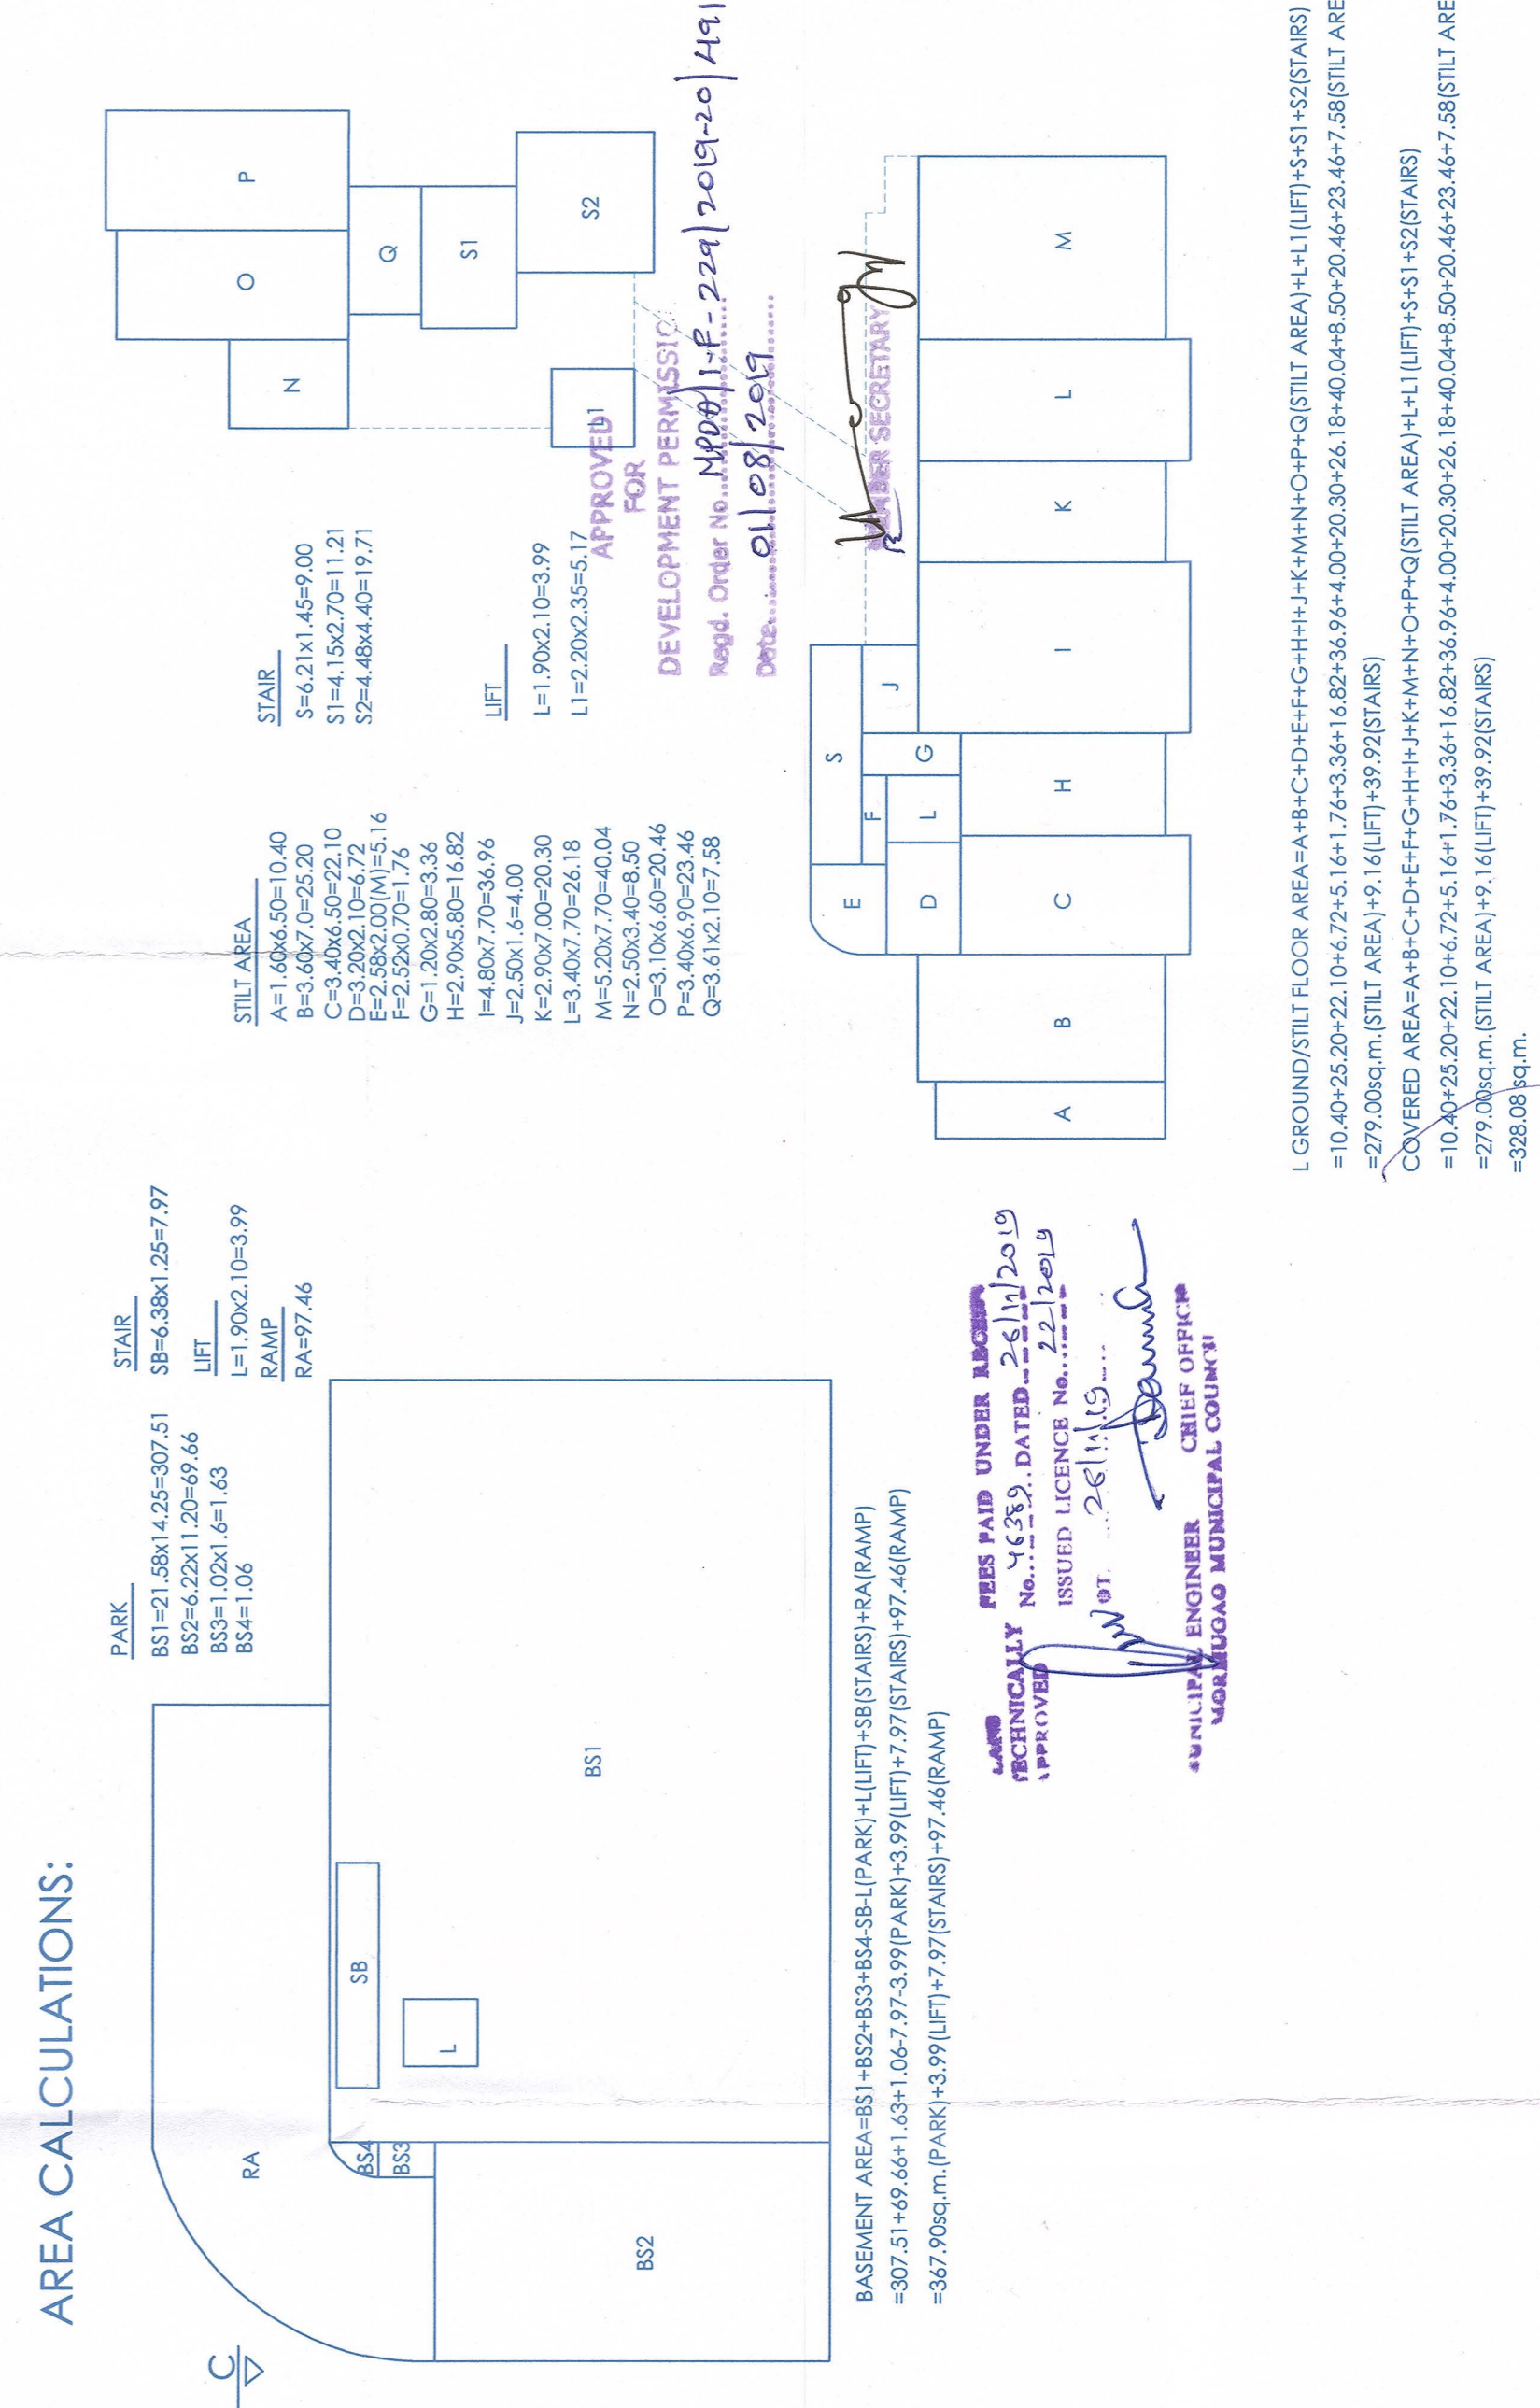 AREA CALCULATIONS:
C
PARK
BS1=21.58x14.25=307.51
BS2=6.22x11.20=69.66
BS3=1.02x1.6=1.63
BS4=1.06
STAIR
SB=6.38x1.25=7.97
LIFT
L=1.90x2.10=3.99
RAMP
RA=97.46
RA
BS4
BS3
SB
L
BS1
BS2
BASEMENT AREA=BS1+BS2+BS3+BS4-SB-L(PARK)+L(LIFT)+SB(STAIRS)+RA(RAMP)
=307.51+69.66+1.63+1.06-7.97-3.99(PARK)+3.99(LIFT)+7.97(STAIRS)+97.46(RAMP)
=367.90sq.m.(PARK)+3.99(LIFT)+7.97(STAIRS)+97.46(RAMP)
TECHNICALLY
APPROVED
FEES PAID UNDER
No... 46389. DATED... 26/11/2019
ISSUED LICENCE No.... 22/2019
DT. ...26/11/19....
MUNICIPAL ENGINEER CHIEF OFFICER
MORMUGAO MUNICIPAL COUNCIL
STILT AREA
A=1.60x6.50=10.40
B=3.60x7.0=25.20
C=3.40x6.50=22.10
D=3.20x2.10=6.72
E=2.58x2.00(M)=5.16
F=2.52x0.70=1.76
G=1.20x2.80=3.36
H=2.90x5.80=16.82
I=4.80x7.70=36.96
J=2.50x1.6=4.00
K=2.90x7.00=20.30
L=3.40x7.70=26.18
M=5.20x7.70=40.04
N=2.50x3.40=8.50
O=3.10x6.60=20.46
P=3.40x6.90=23.46
Q=3.61x2.10=7.58
STAIR
S=6.21x1.45=9.00
S1=4.15x2.70=11.21
S2=4.48x4.40=19.71
LIFT
L=1.90x2.10=3.99
L1=2.20x2.35=5.17
N
O
P
Q
S1
S2
L1
APPROVED
FOR
DEVELOPMENT PERMISSIO
Regd. Order No.... MPDA/1-P-229/2019-20/491
Date.... 01/08/2019
MEMBER SECRETARY
E
S
F
J
D
L
G
A
B
C
H
I
K
L
M
L GROUND/STILT FLOOR AREA=A+B+C+D+E+F+G+H+I+J+K+M+N+O+P+Q(STILT AREA)+L+L1(LIFT)+S+S1+S2(STAIRS)
=10.40+25.20+22.10+6.72+5.16+1.76+3.36+16.82+36.96+4.00+20.30+26.18+40.04+8.50+20.46+23.46+7.58(STILT ARE
=279.00sq.m.(STILT AREA)+9.16(LIFT)+39.92(STAIRS)
COVERED AREA=A+B+C+D+E+F+G+H+I+J+K+M+N+O+P+Q(STILT AREA)+L+L1(LIFT)+S+S1+S2(STAIRS)
=10.40+25.20+22.10+6.72+5.16+1.76+3.36+16.82+36.96+4.00+20.30+26.18+40.04+8.50+20.46+23.46+7.58(STILT ARE
=279.00sq.m.(STILT AREA)+9.16(LIFT)+39.92(STAIRS)
=328.08 sq.m.